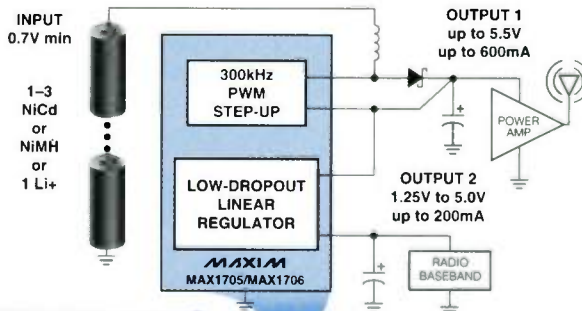 INPUT
0.7V min
1–3
NiCd
or
NiMH
or
1 Li+
300kHz
PWM
STEP-UP
LOW-DROPOUT
LINEAR
REGULATOR
MAXIM
MAX1705/MAX1706
OUTPUT 1
up to 5.5V
up to 600mA
+
POWER
AMP
OUTPUT 2
1.25V to 5.0V
up to 200mA
+
RADIO
BASEBAND